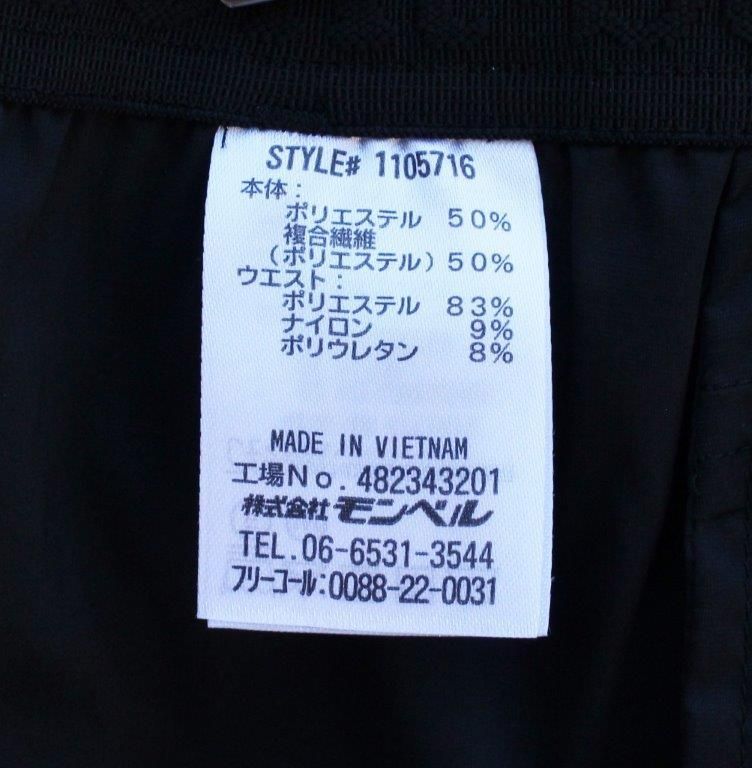 STYLE# 1105716
本体:
ポリエステル 50%
複合繊維
(ポリエステル)50%
ウエスト:
ポリエステル 83%
ナイロン 9%
ポリウレタン 8%
MADE IN VIETNAM
工場No. 482343201
株式会社 モンベル
TEL.06-6531-3544
フリーコール:0088-22-0031